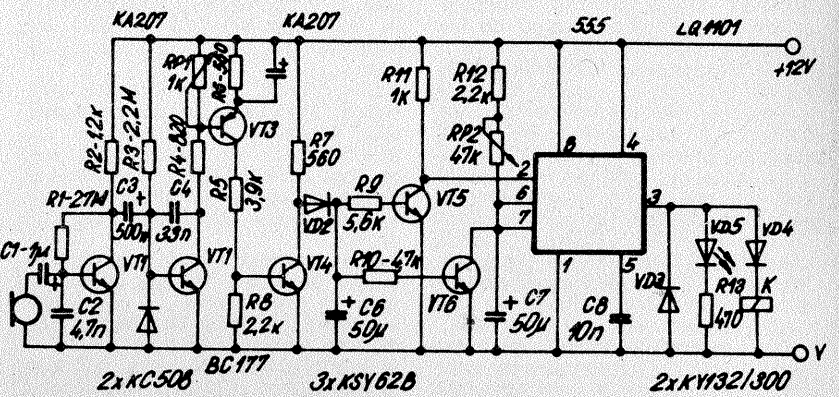 KA207
KA207
555
LQ1101
+12V
R2-1,2K
R3-2,2M
RP1
1K
R6-500
R4-820
VT3
R11
1K
R12
2,2K
R7
560
RP2
47K
8
4
R1-27M
C3
+
500n
C4
33n
R5
3,9K
VD2
R9
5,6K
VT5
2
6
7
3
C1-1µ
VT1
VT1
VT4
R10-47K
VT6
VD5
VD4
C2
4,7n
R8
2,2K
+
C6
50µ
+
C7
50µ
1
5
C8
10n
VD3
R13
470
K
V
2xKC508
BC177
3xKSY62B
2xKY132/300